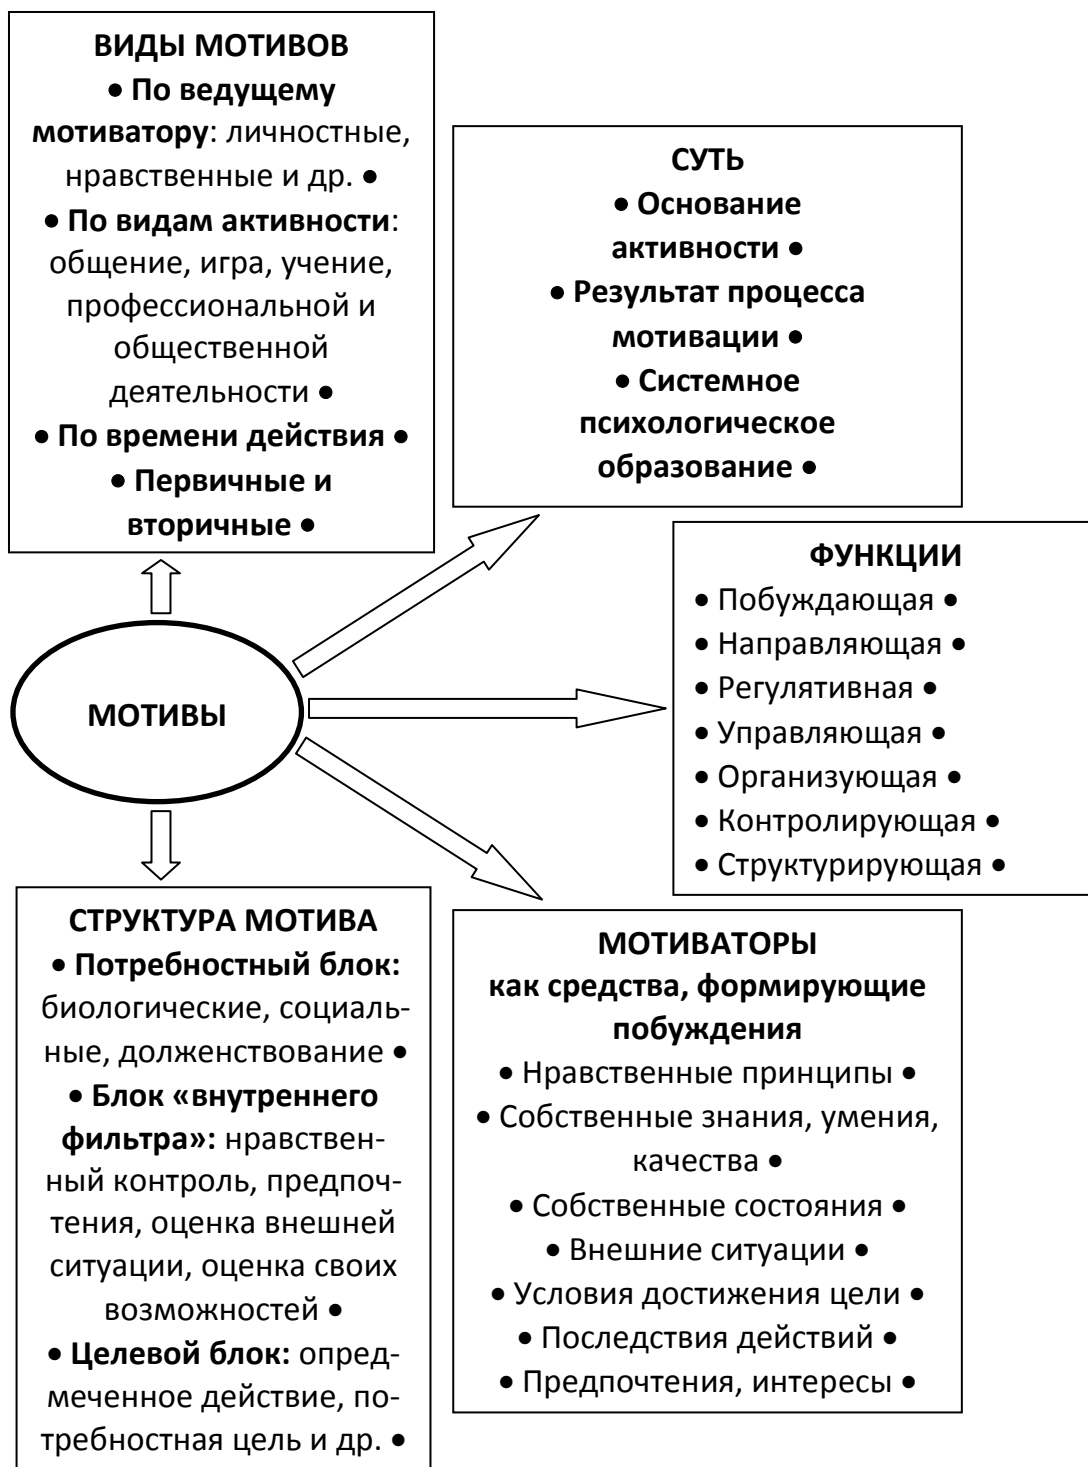 ВИДЫ МОТИВОВ
• По ведущему
мотиватору: личностные,
нравственные и др. •
• По видам активности:
общение, игра, учение,
профессиональной и
общественной
деятельности •
• По времени действия •
• Первичные и
вторичные •
СУТЬ
• Основание
активности •
• Результат процесса
мотивации •
• Системное
психологическое
образование •
ФУНКЦИИ
• Побуждающая •
• Направляющая •
• Регулятивная •
• Управляющая •
• Организующая •
• Контролирующая •
• Структурирующая •
МОТИВЫ
СТРУКТУРА МОТИВА
• Потребностный блок:
биологические, социаль-
ные, долженствование •
• Блок «внутреннего
фильтра»: нравствен-
ный контроль, предпоч-
тения, оценка внешней
ситуации, оценка своих
возможностей •
• Целевой блок: опред-
меченное действие, по-
требностная цель и др. •
МОТИВАТОРЫ
как средства, формирующие
побуждения
• Нравственные принципы •
• Собственные знания, умения,
качества •
• Собственные состояния •
• Внешние ситуации •
• Условия достижения цели •
• Последствия действий •
• Предпочтения, интересы •